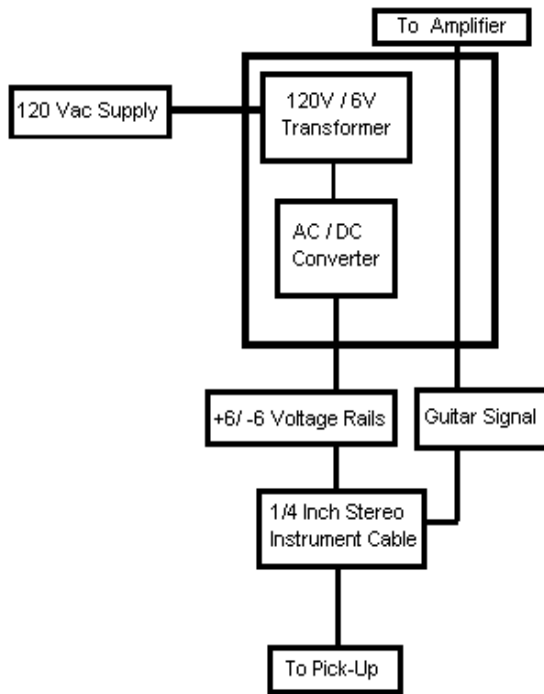 To Amplifier
120V / 6V
Transformer
120 Vac Supply
AC / DC
Converter
+6/ -6 Voltage Rails
Guitar Signal
1/4 Inch Stereo
Instrument Cable
To Pick-Up